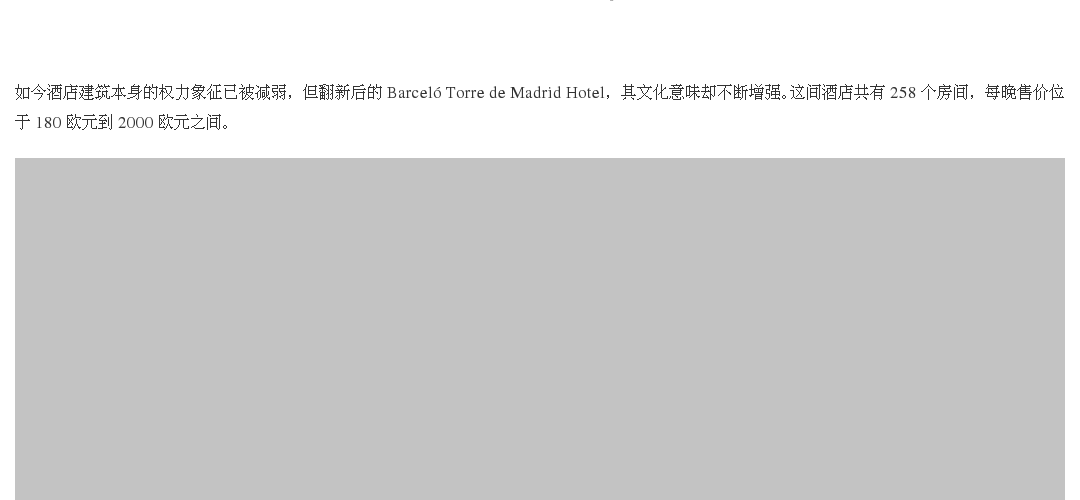 如今酒店建筑本身的权力象征已被减弱，但翻新后的 Barceló Torre de Madrid Hotel，其文化意味却不断增强。这间酒店共有 258 个房间，每晚售价位
于 180 欧元到 2000 欧元之间。